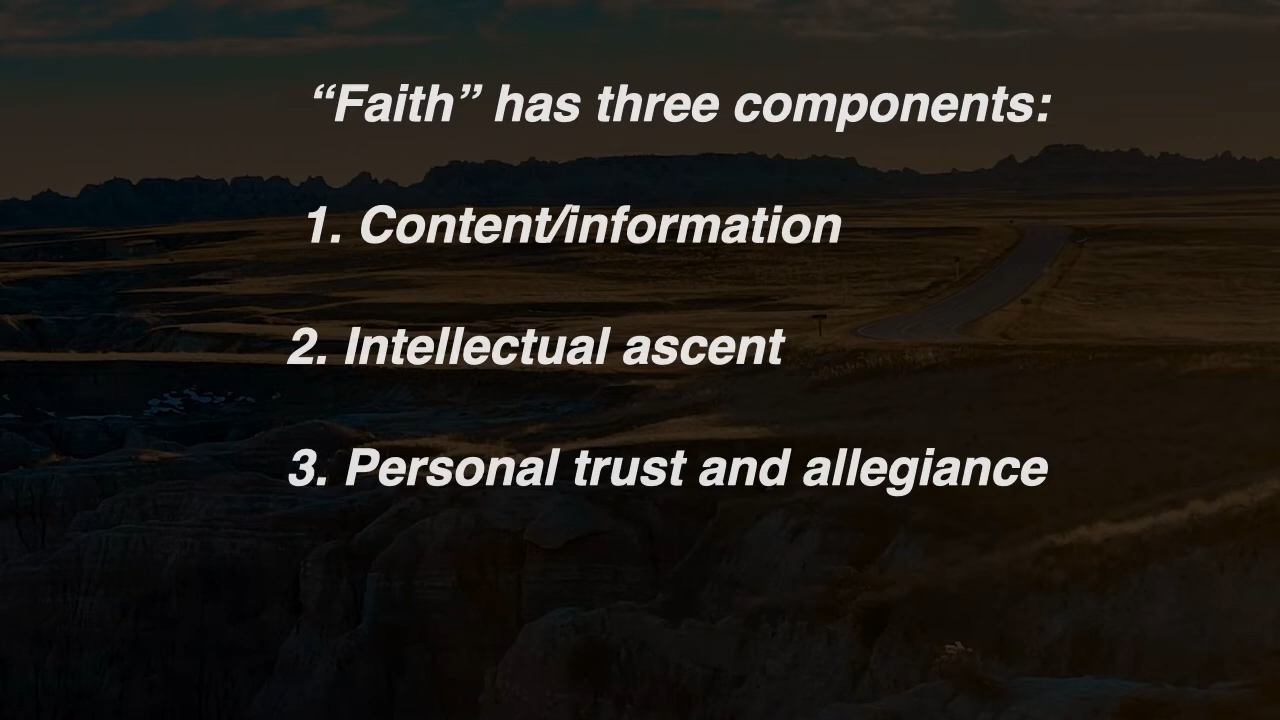 “Faith” has three components:
1. Content/information
2. Intellectual ascent
3. Personal trust and allegiance